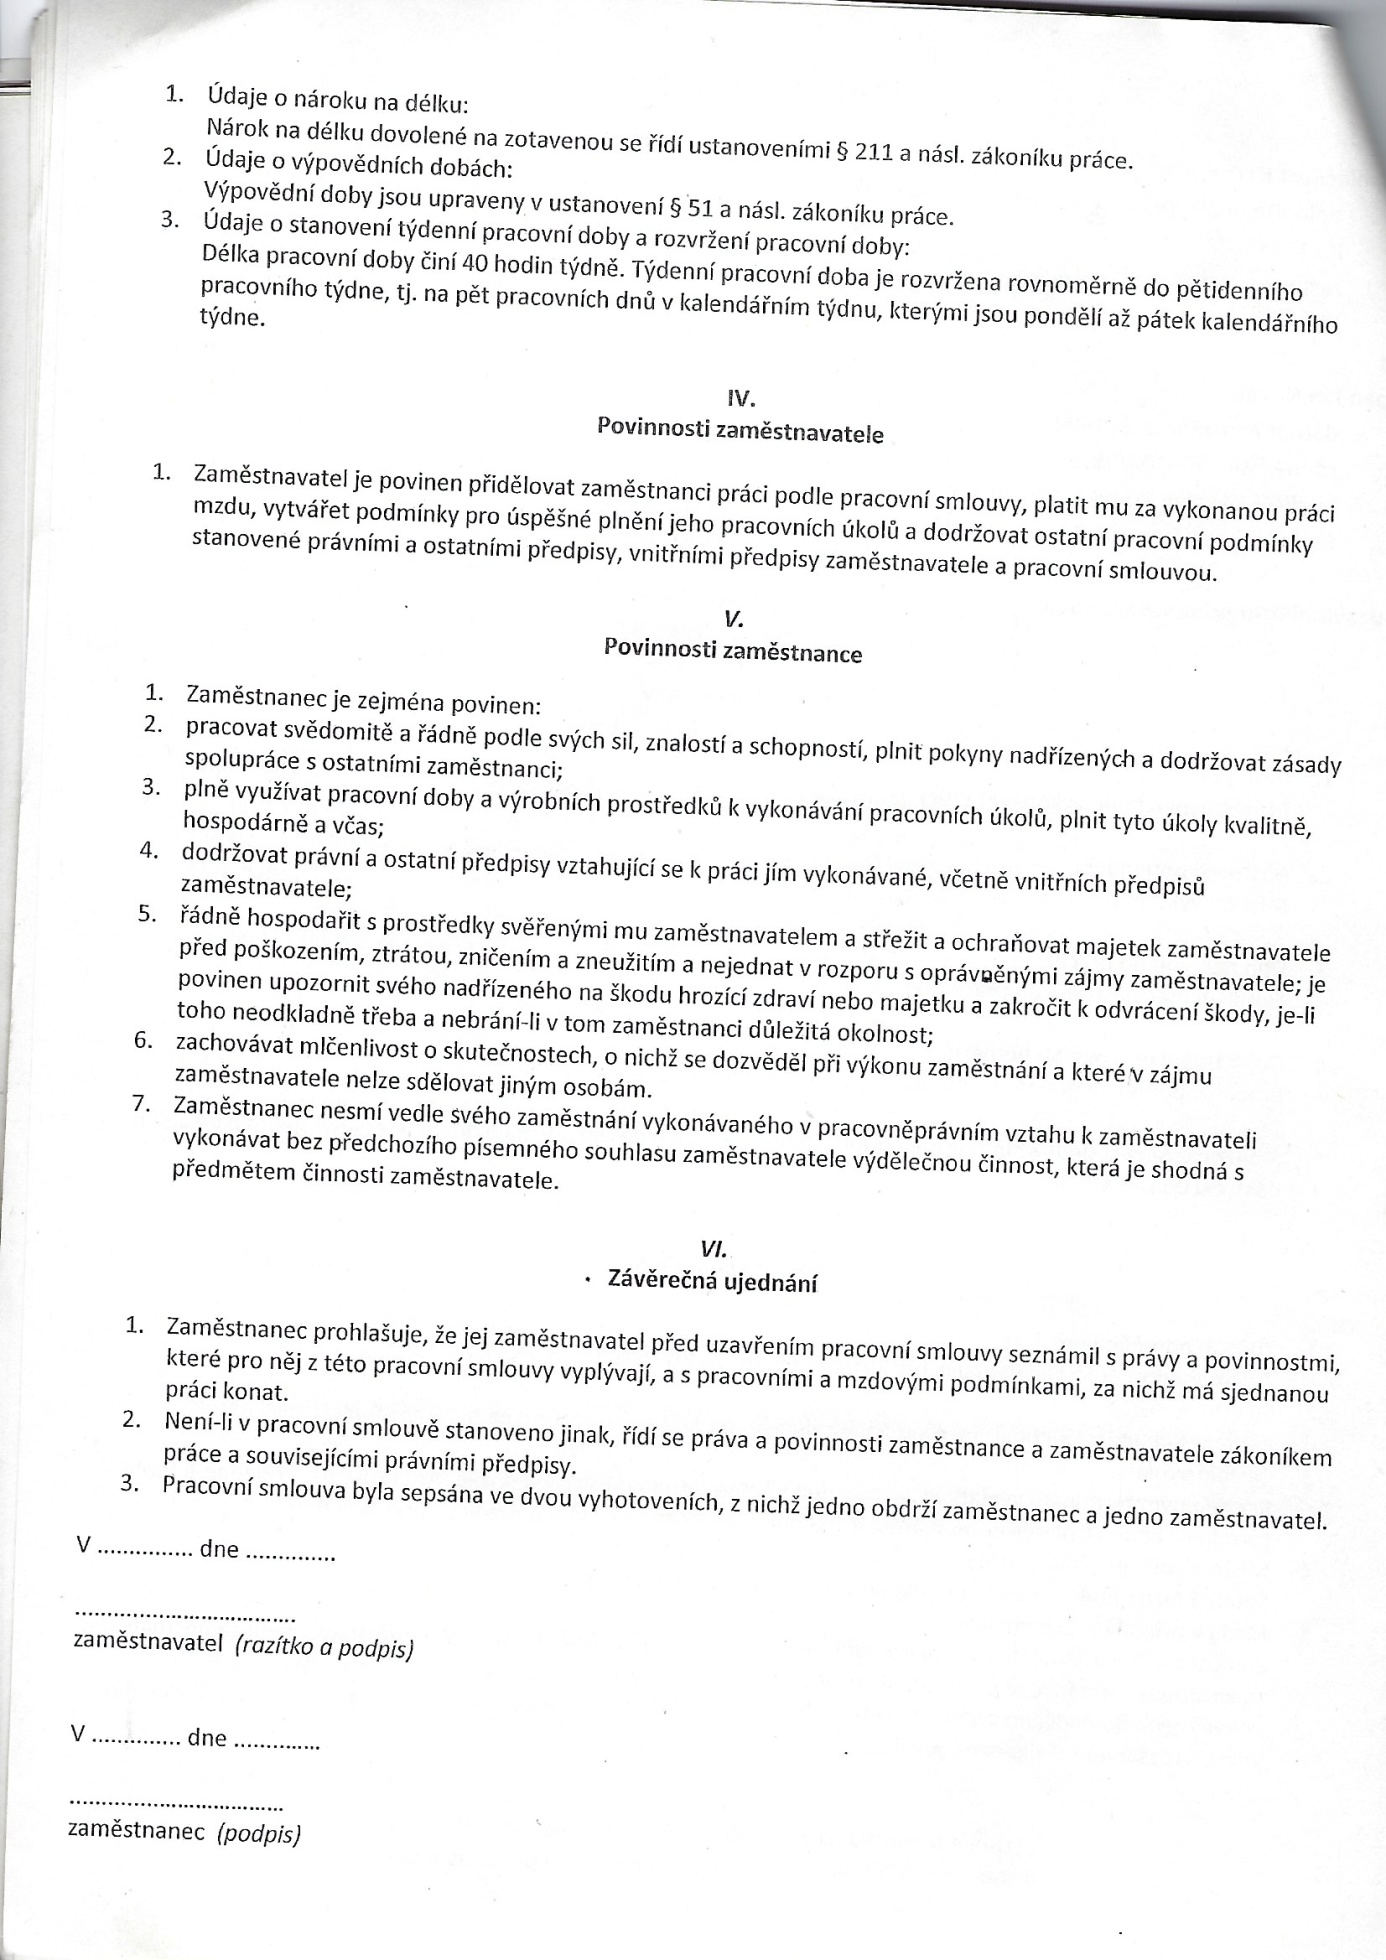 1. Údaje o nároku na délku:
Nárok na délku dovolené na zotavenou se řídí ustanoveními § 211 a násl. zákoníku práce.
2. Údaje o výpovědních dobách:
Výpovědní doby jsou upraveny v ustanovení § 51 a násl. zákoníku práce.
3. Údaje o stanovení týdenní pracovní doby a rozvržení pracovní doby:
Délka pracovní doby činí 40 hodin týdně. Týdenní pracovní doba je rozvržena rovnoměrně do pětidenního
pracovního týdne, tj. na pět pracovních dnů v kalendářním týdnu, kterými jsou pondělí až pátek kalendářního
týdne.
IV.
Povinnosti zaměstnavatele
1. Zaměstnavatel je povinen přidělovat zaměstnanci práci podle pracovní smlouvy, platit mu za vykonanou práci
mzdu, vytvářet podmínky pro úspěšné plnění jeho pracovních úkolů a dodržovat ostatní pracovní podmínky
stanovené právními a ostatními předpisy, vnitřními předpisy zaměstnavatele a pracovní smlouvou.
V.
Povinnosti zaměstnance
1. Zaměstnanec je zejména povinen:
2. pracovat svědomitě a řádně podle svých sil, znalostí a schopností, plnit pokyny nadřízených a dodržovat zásady
spolupráce s ostatními zaměstnanci;
3. plně využívat pracovní doby a výrobních prostředků k vykonávání pracovních úkolů, plnit tyto úkoly kvalitně,
hospodárně a včas;
4. dodržovat právní a ostatní předpisy vztahující se k práci jím vykonávané, včetně vnitřních předpisů
zaměstnavatele;
5. řádně hospodařit s prostředky svěřenými mu zaměstnavatelem a střežit a ochraňovat majetek zaměstnavatele
před poškozením, ztrátou, zničením a zneužitím a nejednat v rozporu s oprávněnými zájmy zaměstnavatele; je
povinen upozornit svého nadřízeného na škodu hrozící zdraví nebo majetku a zakročit k odvrácení škody, je-li
toho neodkladně třeba a nebrání-li v tom zaměstnanci důležitá okolnost;
6. zachovávat mlčenlivost o skutečnostech, o nichž se dozvěděl při výkonu zaměstnání a které v zájmu
zaměstnavatele nelze sdělovat jiným osobám.
7. Zaměstnanec nesmí vedle svého zaměstnání vykonávaného v pracovněprávním vztahu k zaměstnavateli
vykonávat bez předchozího písemného souhlasu zaměstnavatele výdělečnou činnost, která je shodná s
předmětem činnosti zaměstnavatele.
VI.
Závěrečná ujednání
1. Zaměstnanec prohlašuje, že jej zaměstnavatel před uzavřením pracovní smlouvy seznámil s právy a povinnostmi,
které pro něj z této pracovní smlouvy vyplývají, a s pracovními a mzdovými podmínkami, za nichž má sjednanou
práci konat.
2. Není-li v pracovní smlouvě stanoveno jinak, řídí se práva a povinnosti zaměstnance a zaměstnavatele zákoníkem
práce a souvisejícími právními předpisy.
3. Pracovní smlouva byla sepsána ve dvou vyhotoveních, z nichž jedno obdrží zaměstnanec a jedno zaměstnavatel.
V ............... dne ..............
...................................
zaměstnavatel (razítko a podpis)
V .............. dne ..............
...................................
zaměstnanec (podpis)